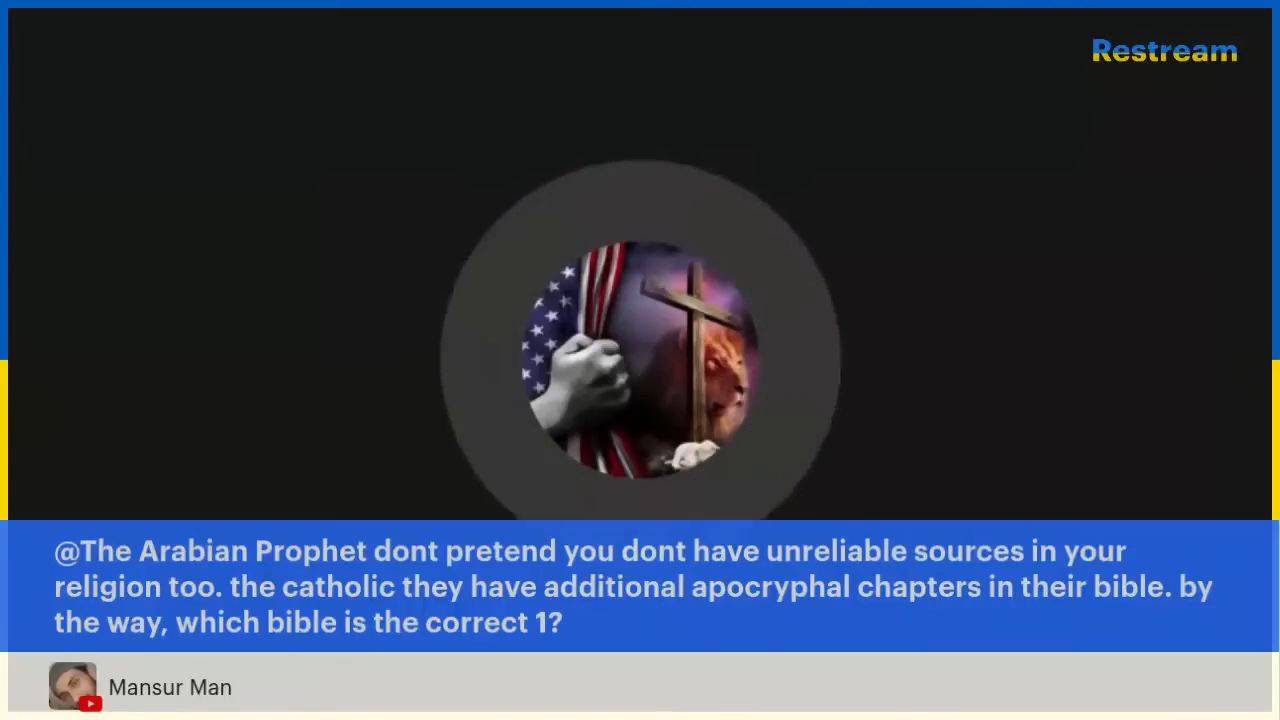 Restream
@The Arabian Prophet dont pretend you dont have unreliable sources in your
religion too. the catholic they have additional apocryphal chapters in their bible. by
the way, which bible is the correct 1?
Mansur Man